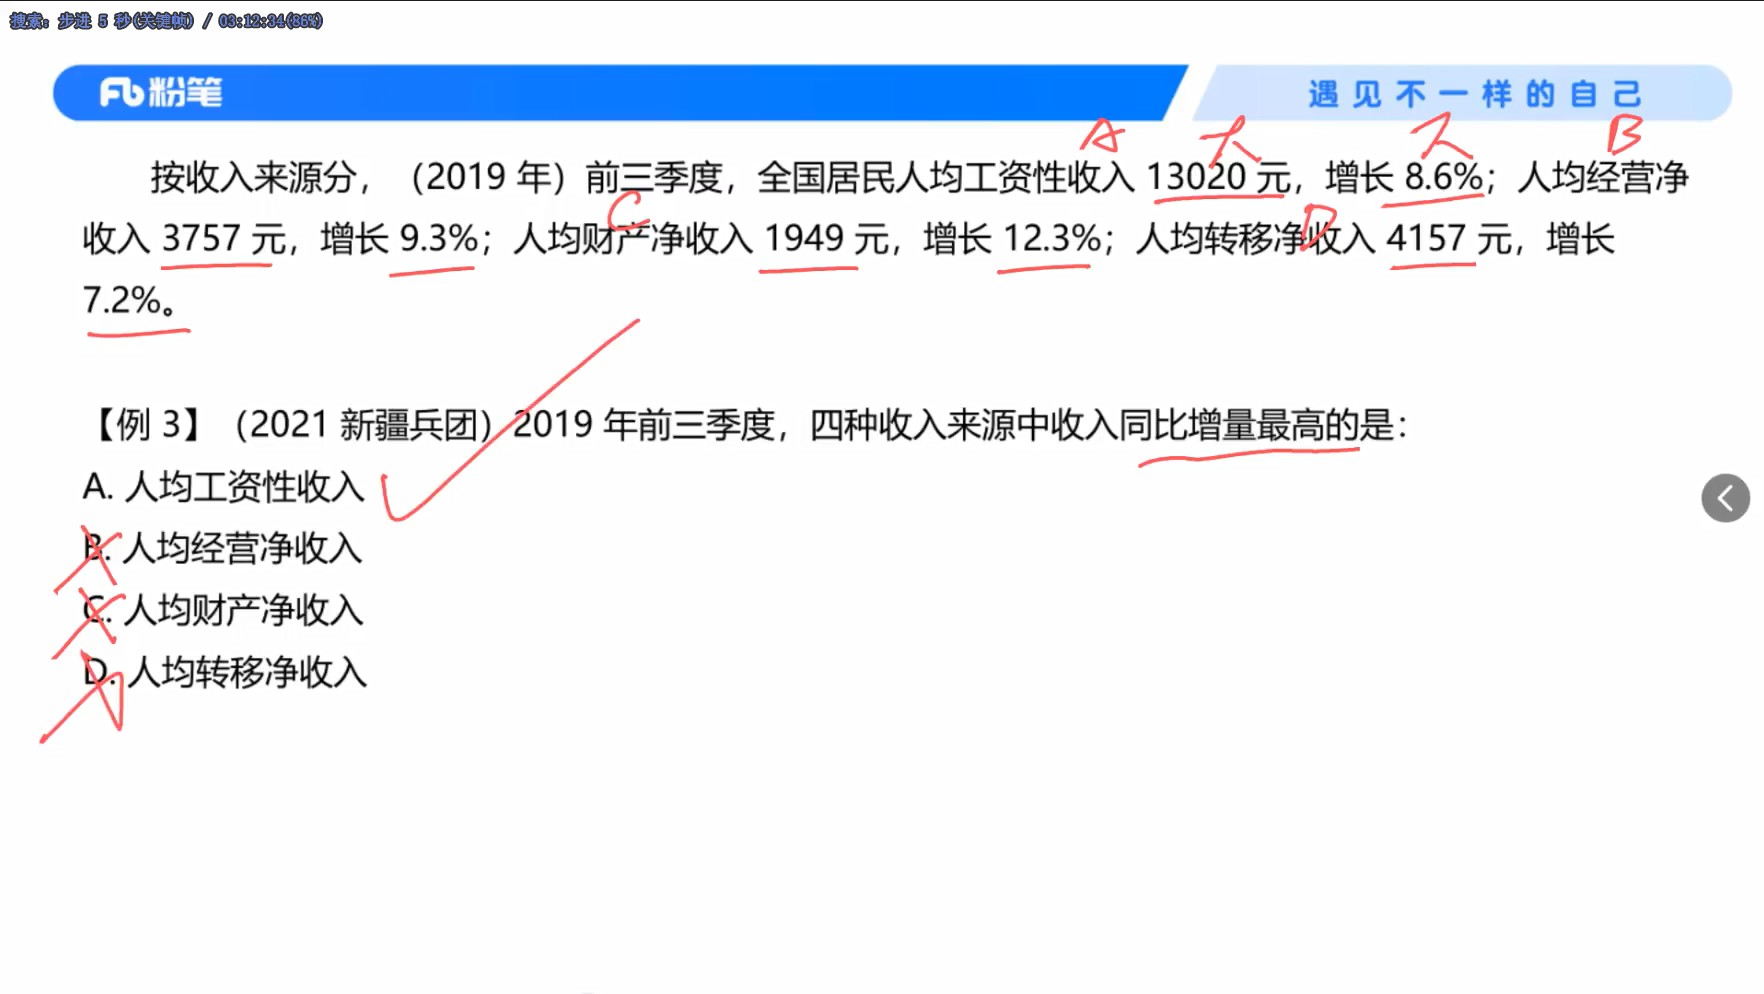 搜索: 步进 5 秒(关键帧) / 03:12:34(86%)
粉笔
遇见不一样的自己
A 大 大 B
按收入来源分，（2019 年）前三季度，全国居民人均工资性收入 13020 元，增长 8.6%；人均经营净
C D
收入 3757 元，增长 9.3%；人均财产净收入 1949 元，增长 12.3%；人均转移净收入 4157 元，增长
7.2%。
【例 3】（2021 新疆兵团）2019 年前三季度，四种收入来源中收入同比增量最高的是：
A. 人均工资性收入
B. 人均经营净收入
C. 人均财产净收入
D. 人均转移净收入